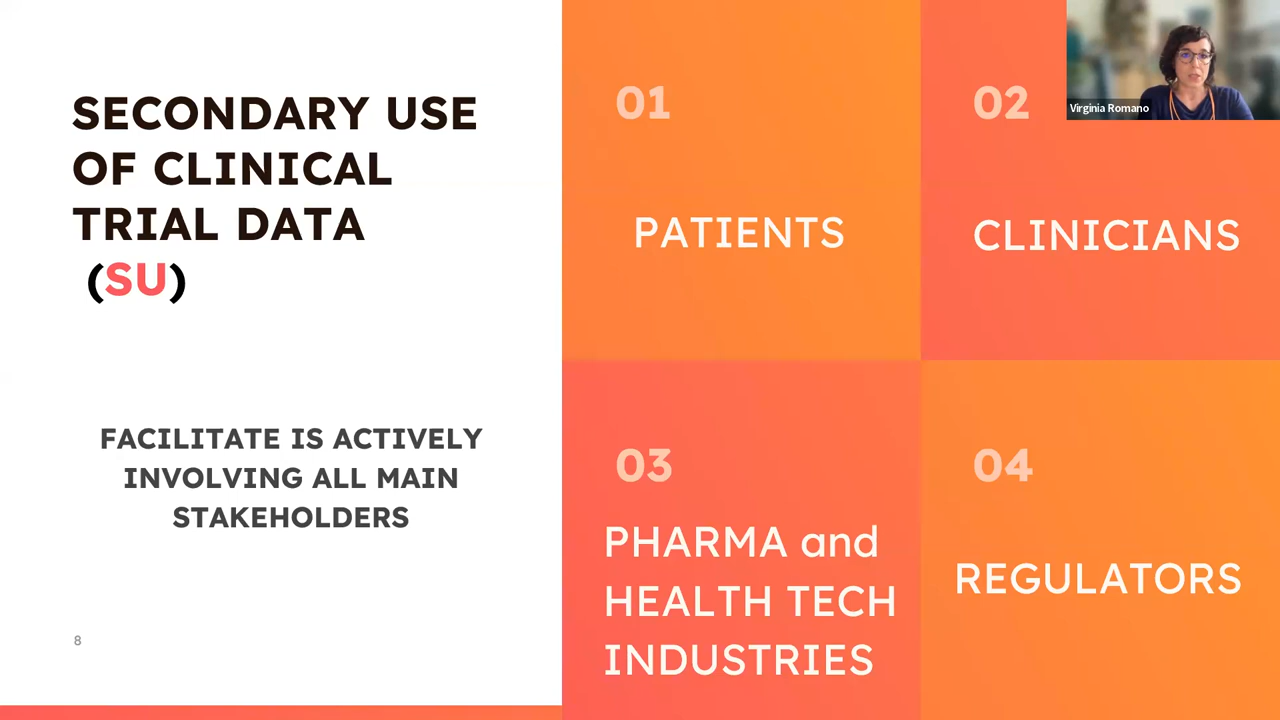 SECONDARY USE
OF CLINICAL
TRIAL DATA
(SU)
FACILITATE IS ACTIVELY
INVOLVING ALL MAIN
STAKEHOLDERS
8
01
PATIENTS
02
CLINICIANS
03
PHARMA and
HEALTH TECH
INDUSTRIES
04
REGULATORS
Virginia Romano